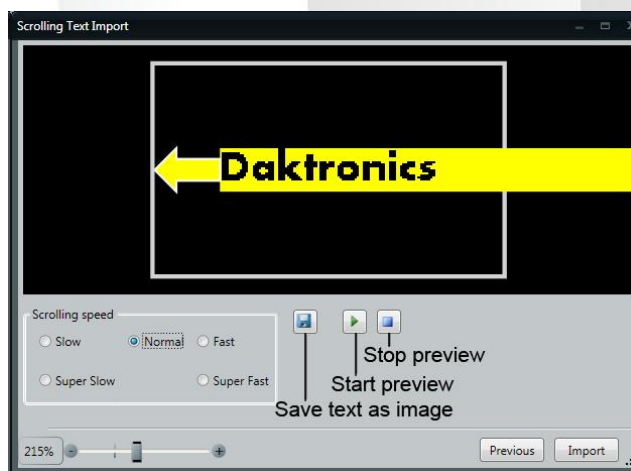 Scrolling Text Import
Daktronics
Scrolling speed
Slow Normal Fast
Super Slow Super Fast
Stop preview
Start preview
Save text as image
215%
Previous Import